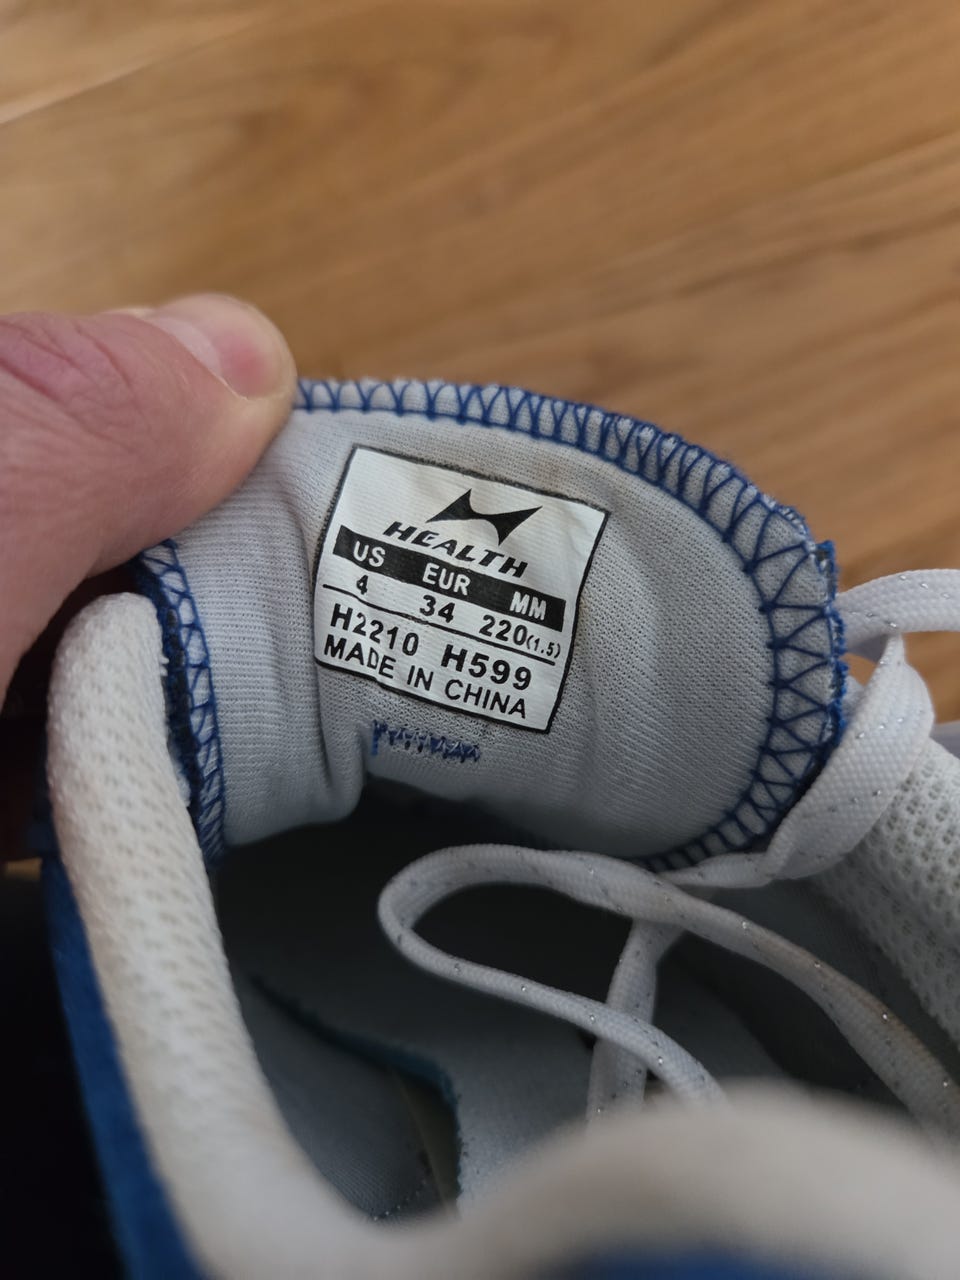 HEALTH
US EUR MM
4 34 220(1.5)
H2210 H599
MADE IN CHINA